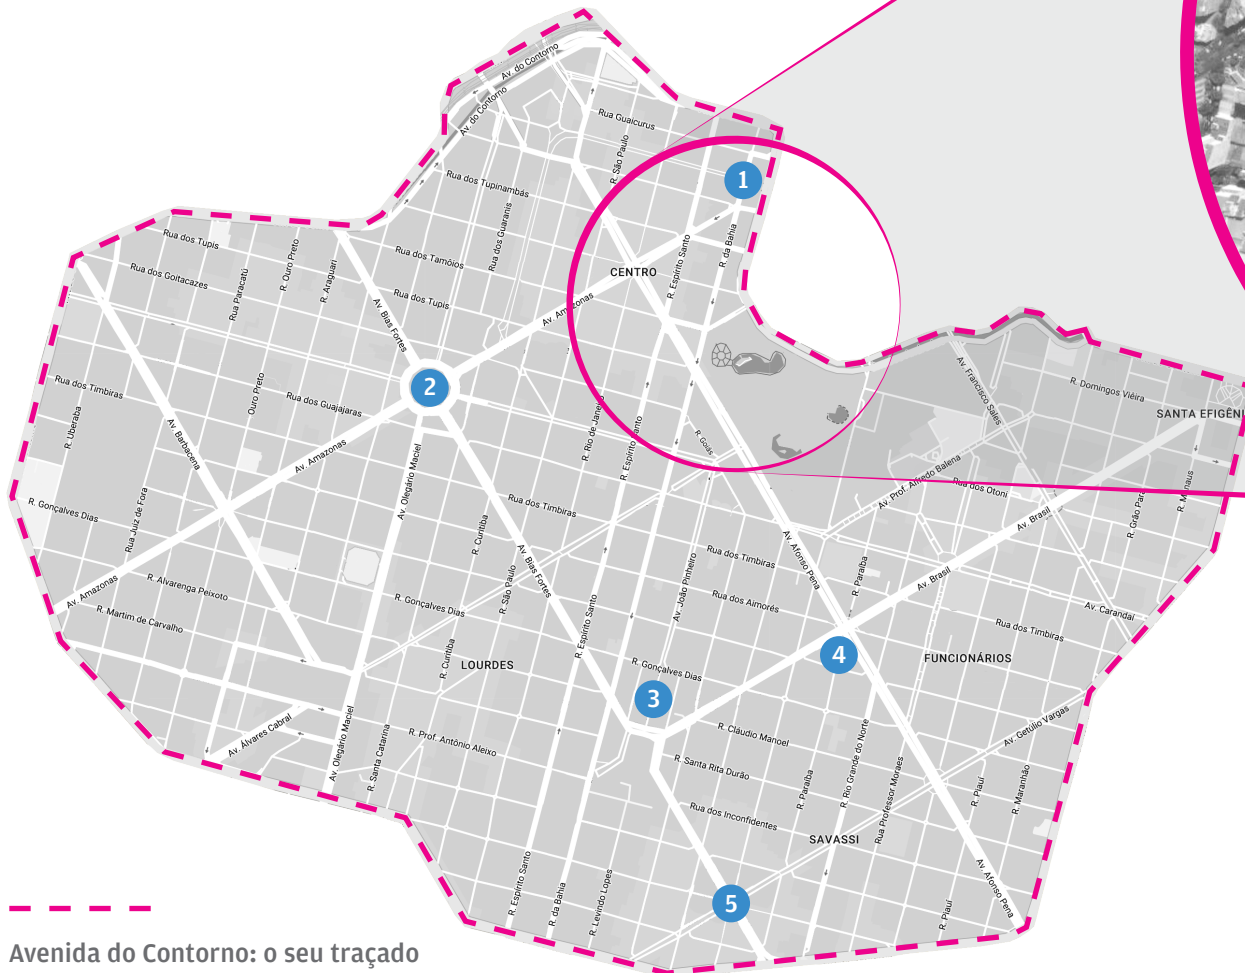 Av. do Contorno
Av. do Contorno
Rua Guaicurus
R. São Paulo
1
Rua dos Tupinambás
Rua dos Guaranis
R. da Bahia
R. Espírito Santo
Rua dos Tupis
R. Ouro Preto
Rua dos Tamóios
CENTRO
Rua dos Goitacazes
Rua Paracatú
R. Araguari
Rua dos Tupis
Av. Amazonas
Av. Bias Fortes
2
Rua dos Timbiras
Ouro Preto
Rua dos Guajajaras
R. Uberaba
Av. Barbacena
Av. Amazonas
R. Rio de Janeiro
R. Espírito Santo
R. Goiás
Av. Francisco Sales
R. Domingos Viéira
SANTA EFIGÊNI
Av. Olegário Maciel
Av. Prof. Alfredo Balena
Rua dos Otoni
R. Grão Pará
R. Manaus
R. Gonçalves Dias
Rua Juiz de Fora
Rua dos Timbiras
R. Curitiba
Av. Brasil
Av. Afonso Pena
Av. Bias Fortes
Rua dos Timbiras
R. Paraíba
Av. Amazonas
R. Alvarenga Peixoto
R. São Paulo
Av. João Pinheiro
Av. Brasil
R. Gonçalves Dias
Rua dos Aimorés
Av. Carandaí
R. Martim de Carvalho
R. Espírito Santo
Rua dos Timbiras
R. Curitiba
LOURDES
R. Gonçalves Dias
4
FUNCIONÁRIOS
3
Av. Álvares Cabral
Av. Olegário Maciel
R. Santa Catarina
R. Prof. Antônio Aleixo
R. Cláudio Manoel
Av. Getúlio Vargas
R. Santa Rita Durão
R. Paraíba
R. Rio Grande do Norte
Rua Professor Moraes
R. Piauí
R. Maranhão
Rua dos Inconfidentes
SAVASSI
R. Espírito Santo
R. da Bahia
R. Levindo Lopes
5
R. Piauí
Av. Afonso Pena
Avenida do Contorno: o seu traçado